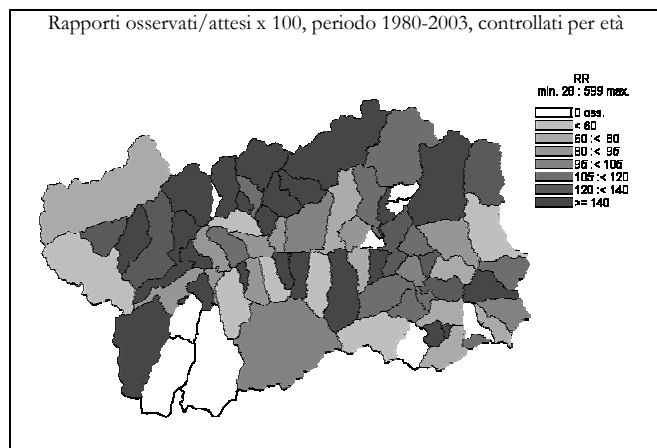 Rapporti osservati/attesi x 100, periodo 1980-2003, controllati per età
RR
min. 28 : 599 max.
0 oss.
< 60
60 :< 80
80 :< 95
95 :< 105
105 :< 120
120 :< 140
>= 140